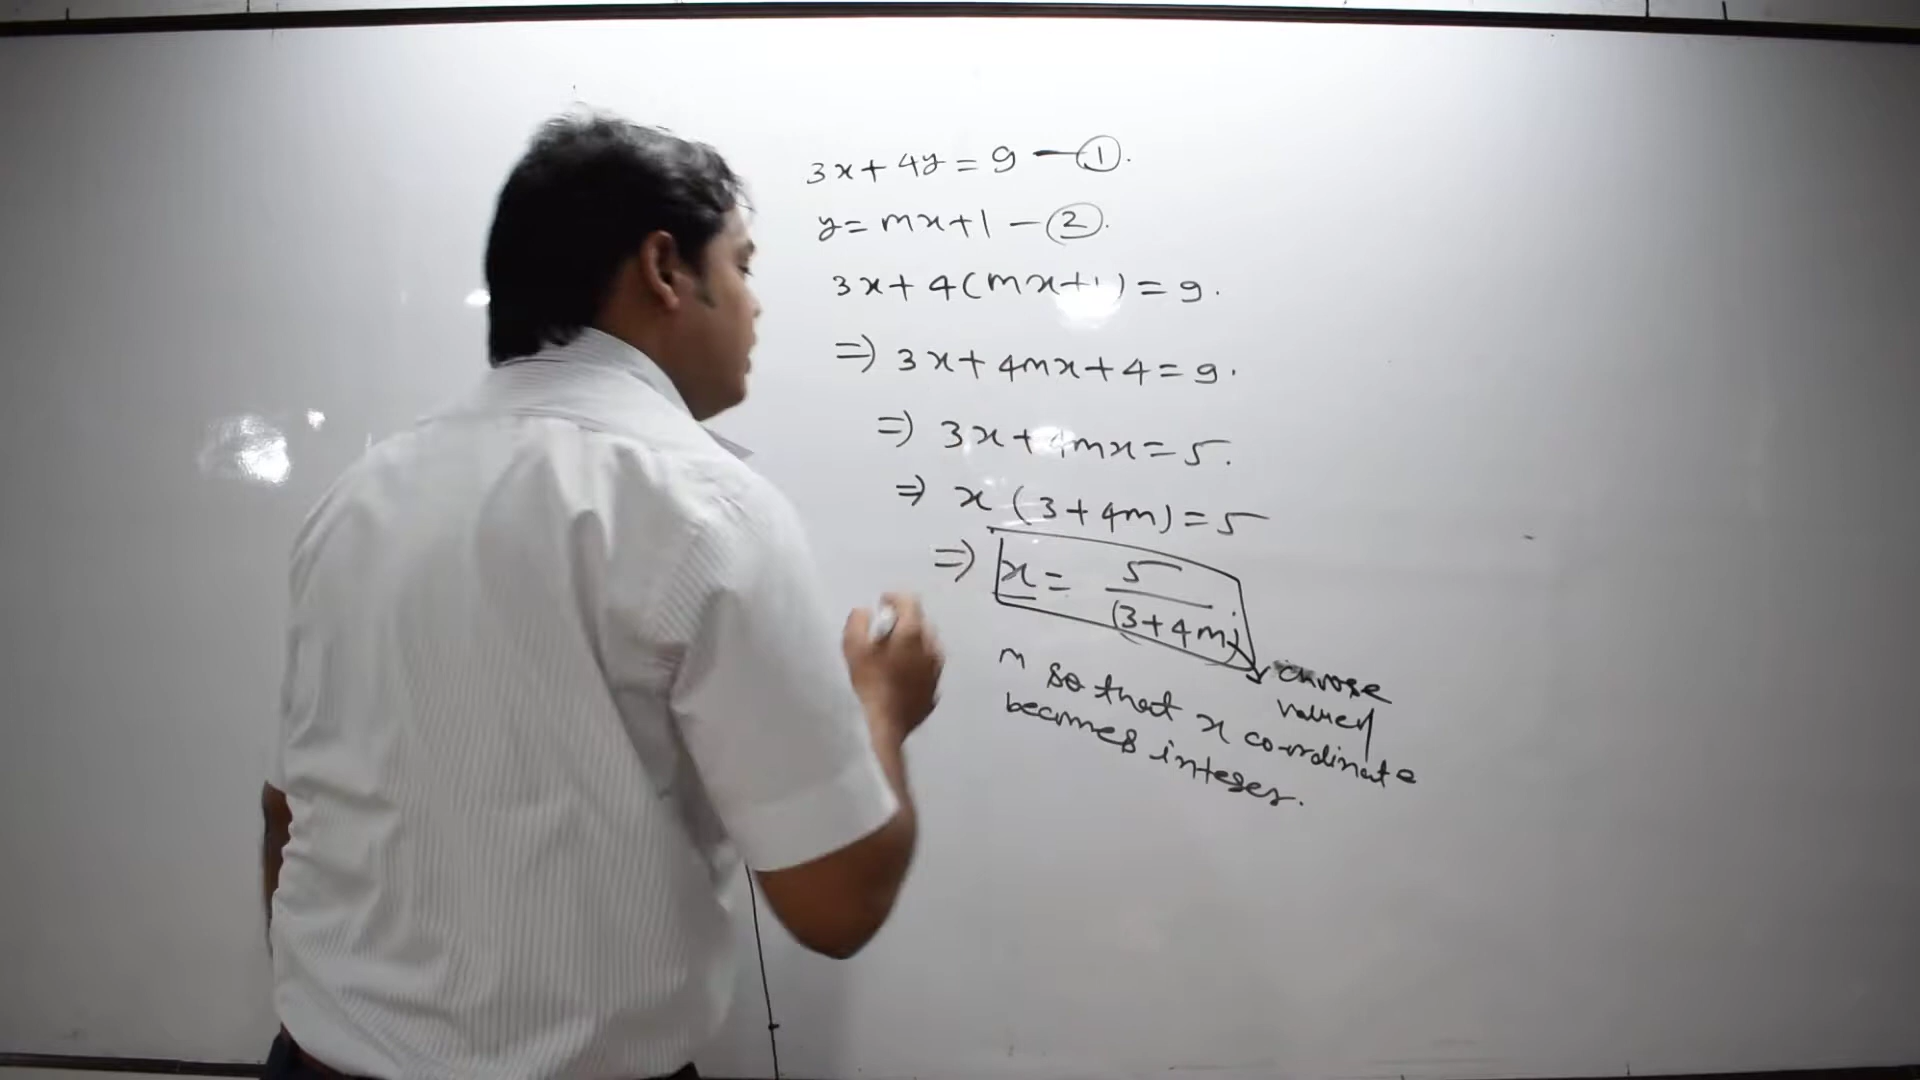 3x + 4y = 9 — ①.
y = mx + 1 — ②.
3x + 4(mx+1) = 9.
⇒ 3x + 4mx + 4 = 9.
⇒ 3x + 4mx = 5.
⇒ x (3 + 4m) = 5
⇒ x = 5 / (3 + 4m)
choose
values
m so that x co-ordinate
becomes integer.